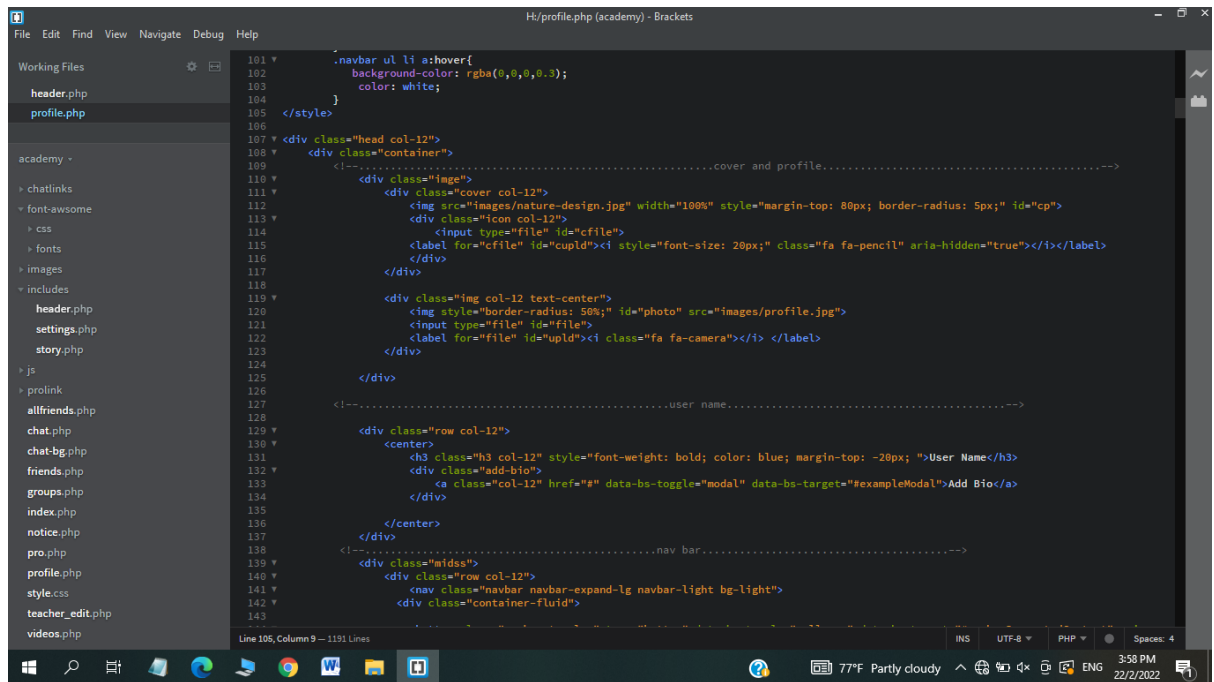 H:/profile.php (academy) - Brackets
File Edit Find View Navigate Debug Help
Working Files
header.php
profile.php
academy
chatlinks
font-awsome
css
fonts
images
includes
header.php
settings.php
story.php
js
prolink
allfriends.php
chat.php
chat-bg.php
friends.php
groups.php
index.php
notice.php
pro.php
profile.php
style.css
teacher_edit.php
videos.php
101 .navbar ul li a:hover{
102 background-color: rgba(0,0,0,0.3);
103 color: white;
104 }
105 </style>
106
107 <div class="head col-12">
108 <div class="container">
109 <!--........................................................cover and profile............................................-->
110 <div class="imge">
111 <div class="cover col-12">
112 <img src="images/nature-design.jpg" width="100%" style="margin-top: 80px; border-radius: 5px;" id="cp">
113 <div class="icon col-12">
114 <input type="file" id="cfile">
115 <label for="cfile" id="cupld"><i style="font-size: 20px;" class="fa fa-pencil" aria-hidden="true"></i></label>
116 </div>
117 </div>
118
119 <div class="img col-12 text-center">
120 <img style="border-radius: 50%;" id="photo" src="images/profile.jpg">
121 <input type="file" id="file">
122 <label for="file" id="upld"><i class="fa fa-camera"></i> </label>
123 </div>
124
125 </div>
126
127 <!--.................................................user name............................................-->
128
129 <div class="row col-12">
130 <center>
131 <h3 class="h3 col-12" style="font-weight: bold; color: blue; margin-top: -20px; ">User Name</h3>
132 <div class="add-bio">
133 <a class="col-12" href="#" data-bs-toggle="modal" data-bs-target="#exampleModal">Add Bio</a>
134 </div>
135
136 </center>
137 </div>
138 <!--..............................................nav bar......................................-->
139 <div class="midss">
140 <div class="row col-12">
141 <nav class="navbar navbar-expand-lg navbar-light bg-light">
142 <div class="container-fluid">
143
Line 105, Column 9 — 1191 Lines
INS UTF-8 PHP Spaces: 4
77°F Partly cloudy ENG
3:58 PM
22/2/2022
1